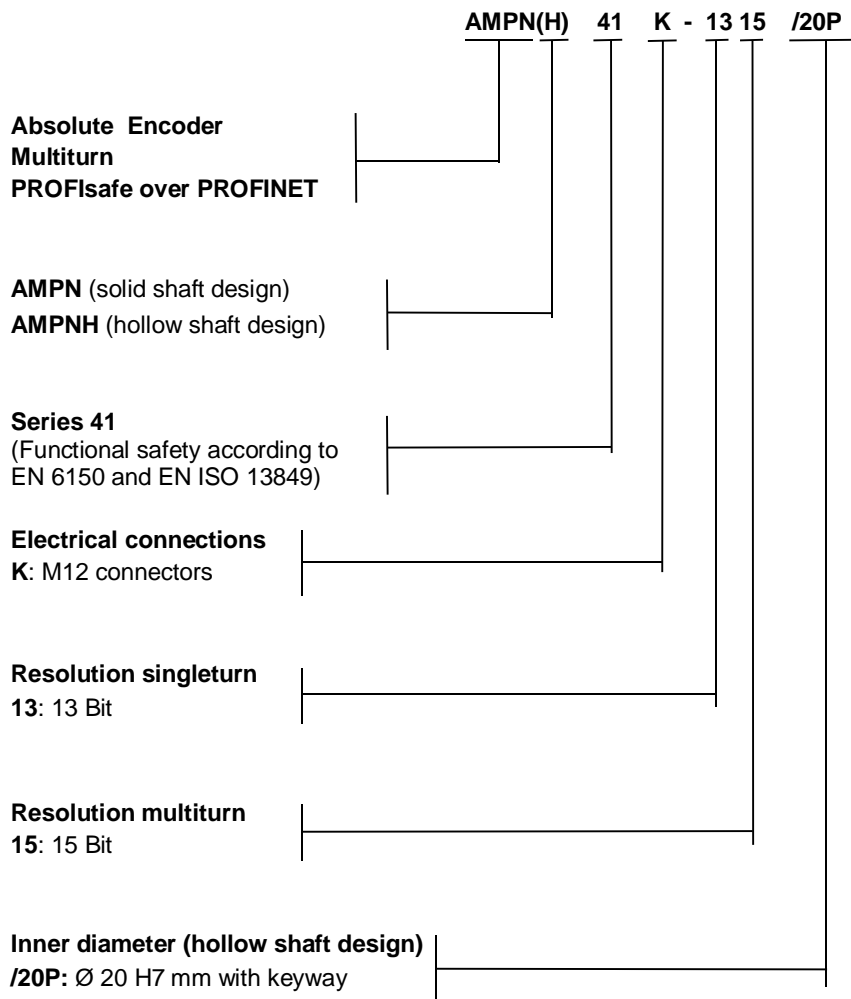 AMPN(H) 41 K - 13 15 /20P
Absolute Encoder
Multiturn
PROFIsafe over PROFINET
AMPN (solid shaft design)
AMPNH (hollow shaft design)
Series 41
(Functional safety according to
EN 6150 and EN ISO 13849)
Electrical connections
K: M12 connectors
Resolution singleturn
13: 13 Bit
Resolution multiturn
15: 15 Bit
Inner diameter (hollow shaft design)
/20P: Ø 20 H7 mm with keyway